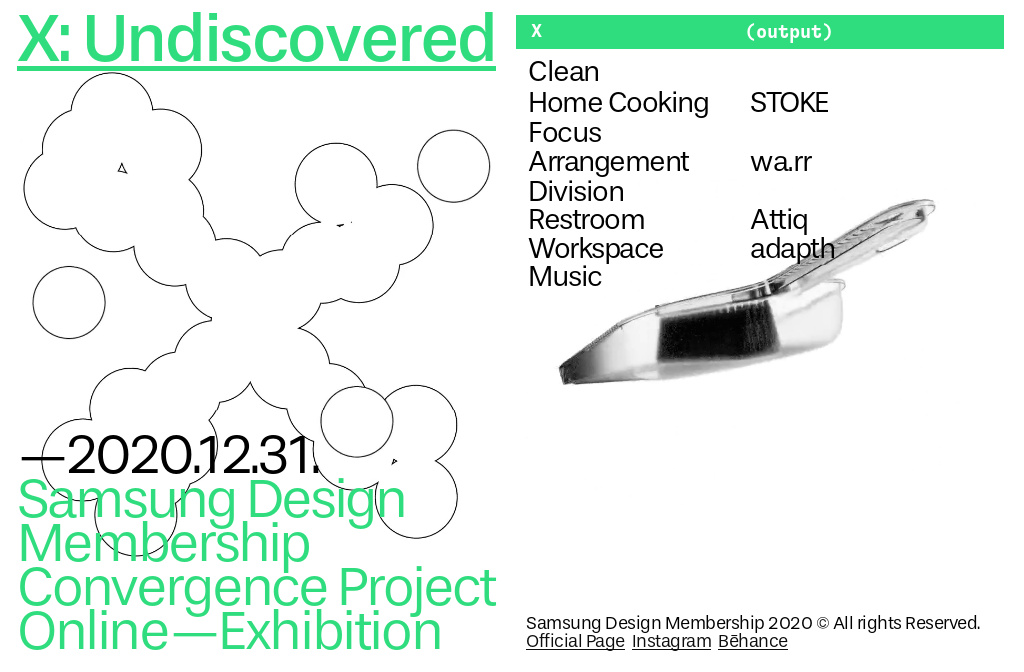 X: Undiscovered
—2020.12.31.
Samsung Design
Membership
Convergence Project
Online—Exhibition
X (output)
Clean
Home Cooking STOKE
Focus
Arrangement wa.rr
Division
Restroom Attiq
Workspace adapth
Music
Samsung Design Membership 2020 © All rights Reserved.
Official Page Instagram Bēhance